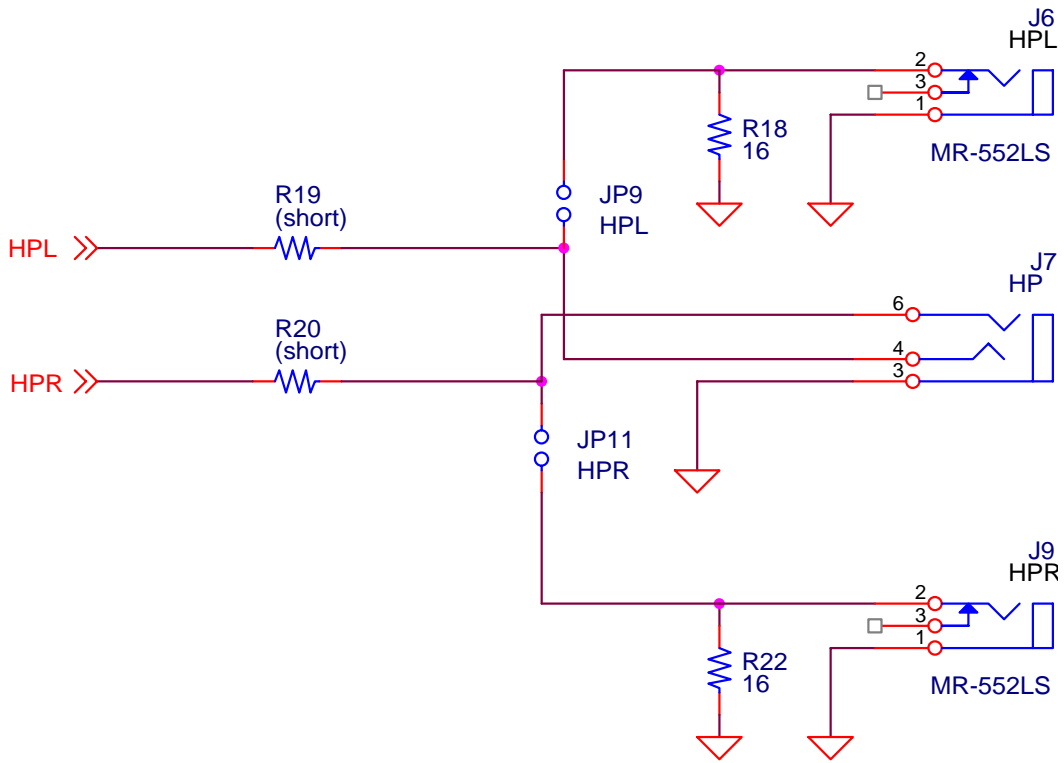 J6
HPL
2
3
1
MR-552LS
R18
16
JP9
HPL
R19
(short)
HPL
J7
HP
6
4
3
R20
(short)
HPR
JP11
HPR
J9
HPR
2
3
1
MR-552LS
R22
16